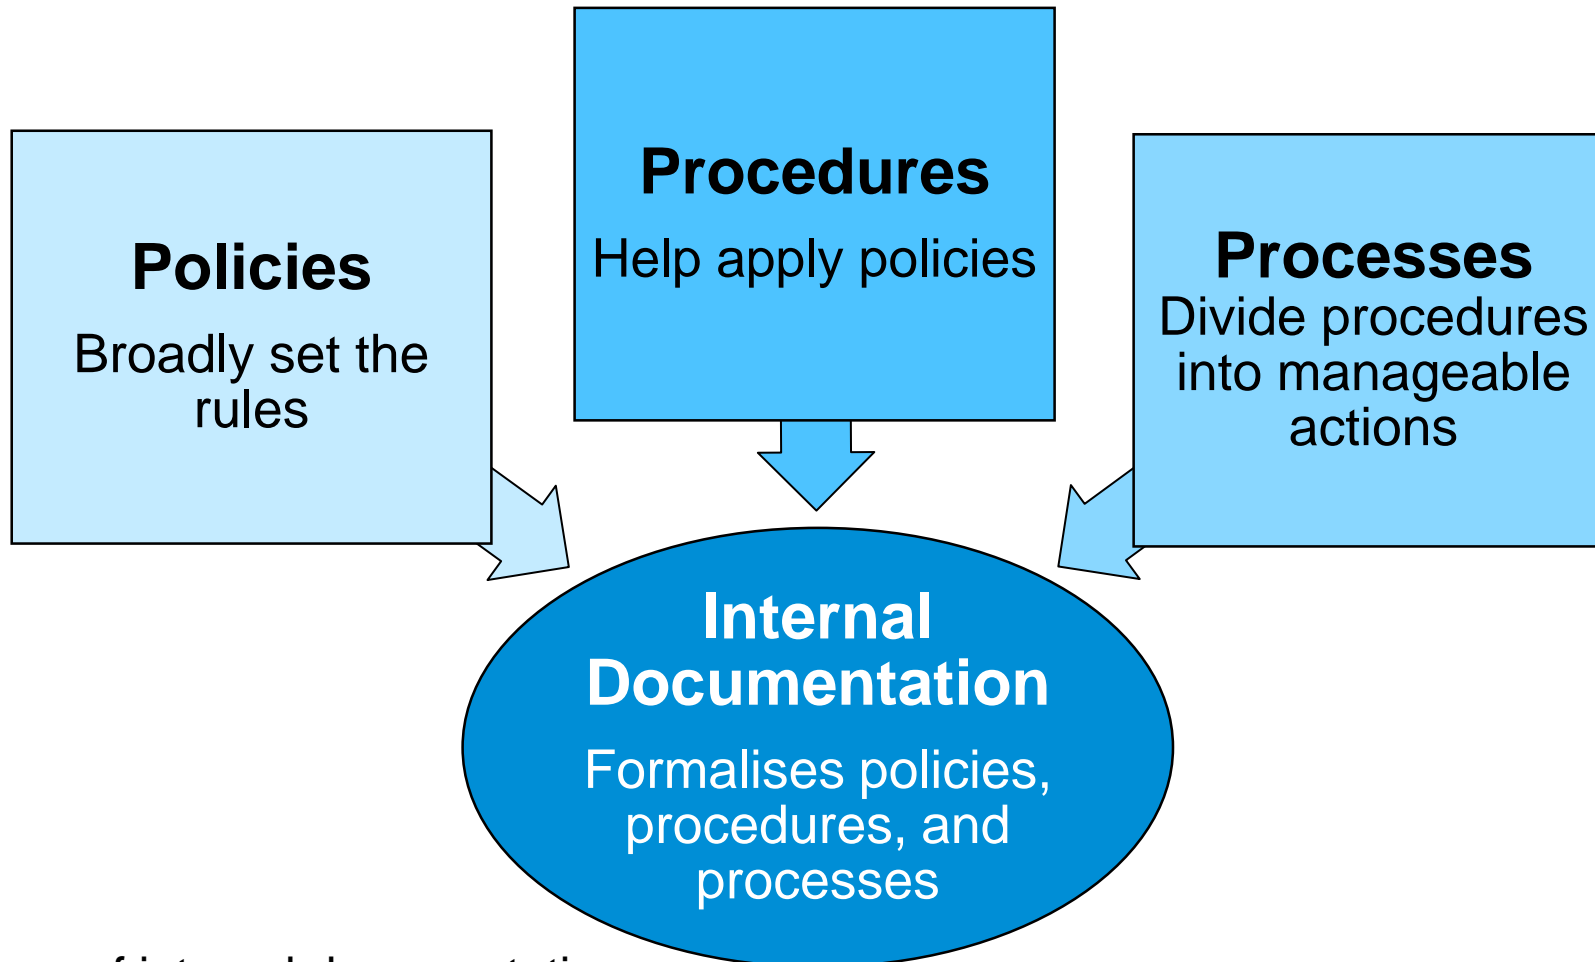 Procedures
Help apply policies
Policies
Broadly set the
rules
Processes
Divide procedures
into manageable
actions
Internal
Documentation
Formalises policies,
procedures, and
processes